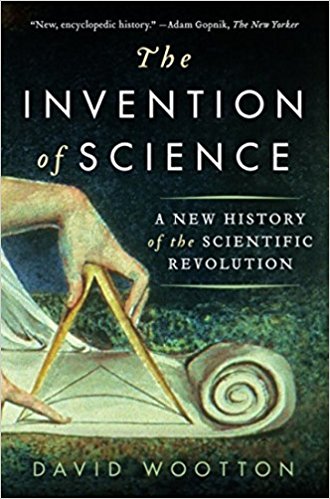 "New, encyclopedic history." —Adam Gopnik, The New Yorker
The
INVENTION
of SCIENCE
A NEW HISTORY
of the SCIENTIFIC
REVOLUTION
DAVID WOOTTON